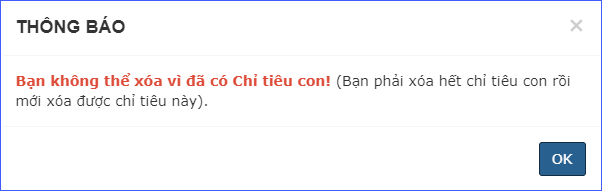 THÔNG BÁO
×
Bạn không thể xóa vì đã có Chỉ tiêu con! (Bạn phải xóa hết chỉ tiêu con rồi
mới xóa được chỉ tiêu này).
OK